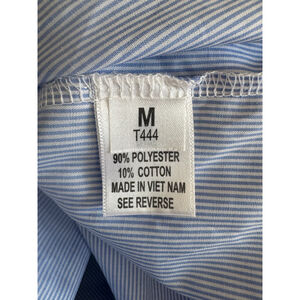 M
T444
90% POLYESTER
10% COTTON
MADE IN VIET NAM
SEE REVERSE